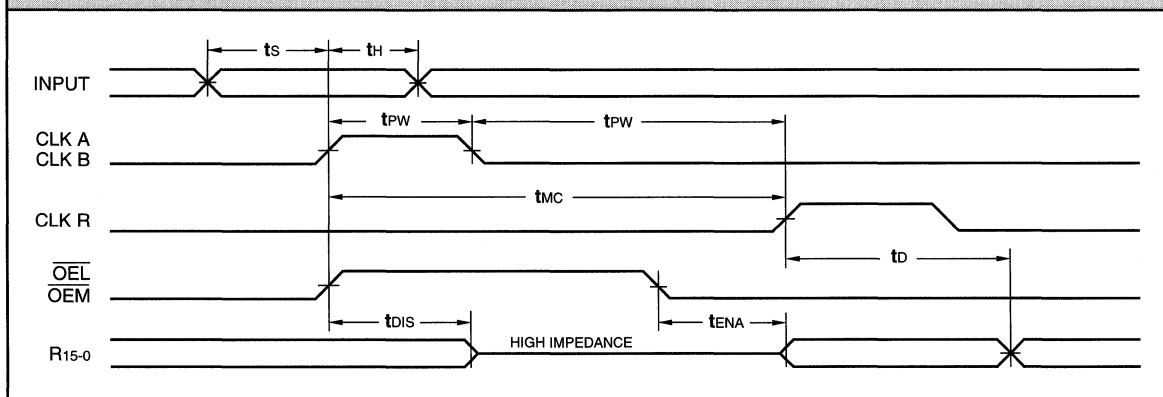 tS
tH
INPUT
tPW
tPW
CLK A
CLK B
tMC
CLK R
tD
OEL
OEM
tDIS
tENA
R15-0
HIGH IMPEDANCE